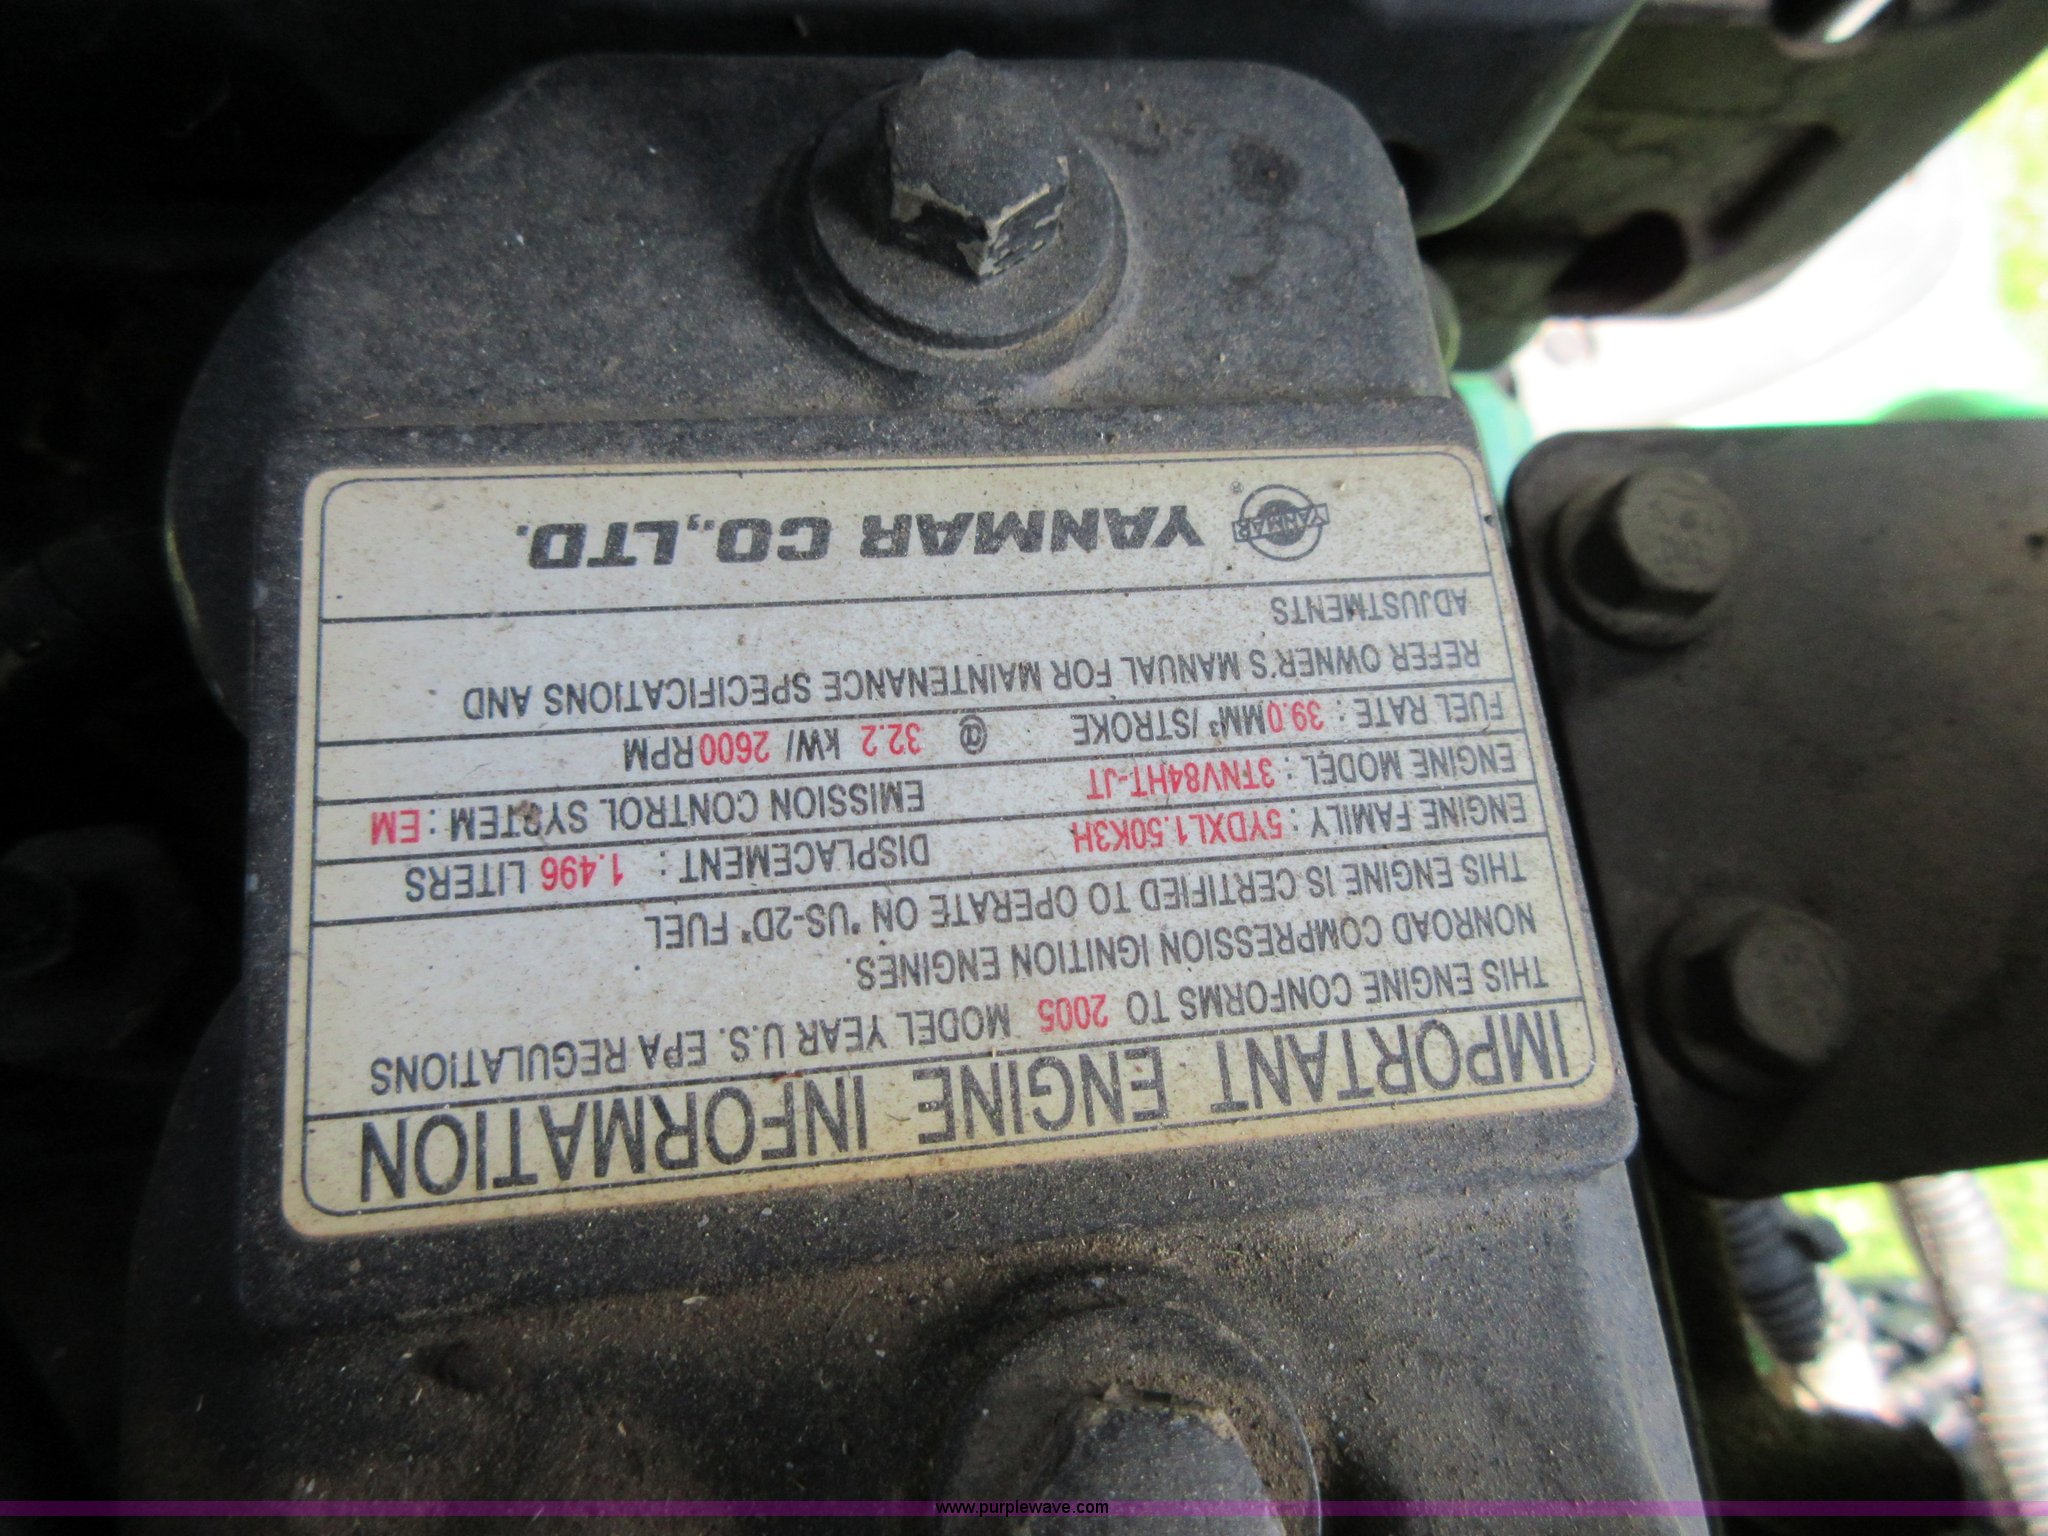 IMPORTANT ENGINE INFORMATION
THIS ENGINE CONFORMS TO 2005 MODEL YEAR U.S. EPA REGULATIONS
NONROAD COMPRESSION IGNITION ENGINES.
THIS ENGINE IS CERTIFIED TO OPERATE ON "US-2D" FUEL
ENGINE FAMILY : 5YDXL1.50K3H DISPLACEMENT : 1.496 LITERS
ENGINE MODEL : 3TNV84HT-JT EMISSION CONTROL SYSTEM : EM
FUEL RATE : 39.0MM³/STROKE @ 32.2 kW/ 2600RPM
REFER OWNER'S MANUAL FOR MAINTENANCE SPECIFICATIONS AND
ADJUSTMENTS
YANMAR ® YANMAR CO.,LTD.
www.purplewave.com